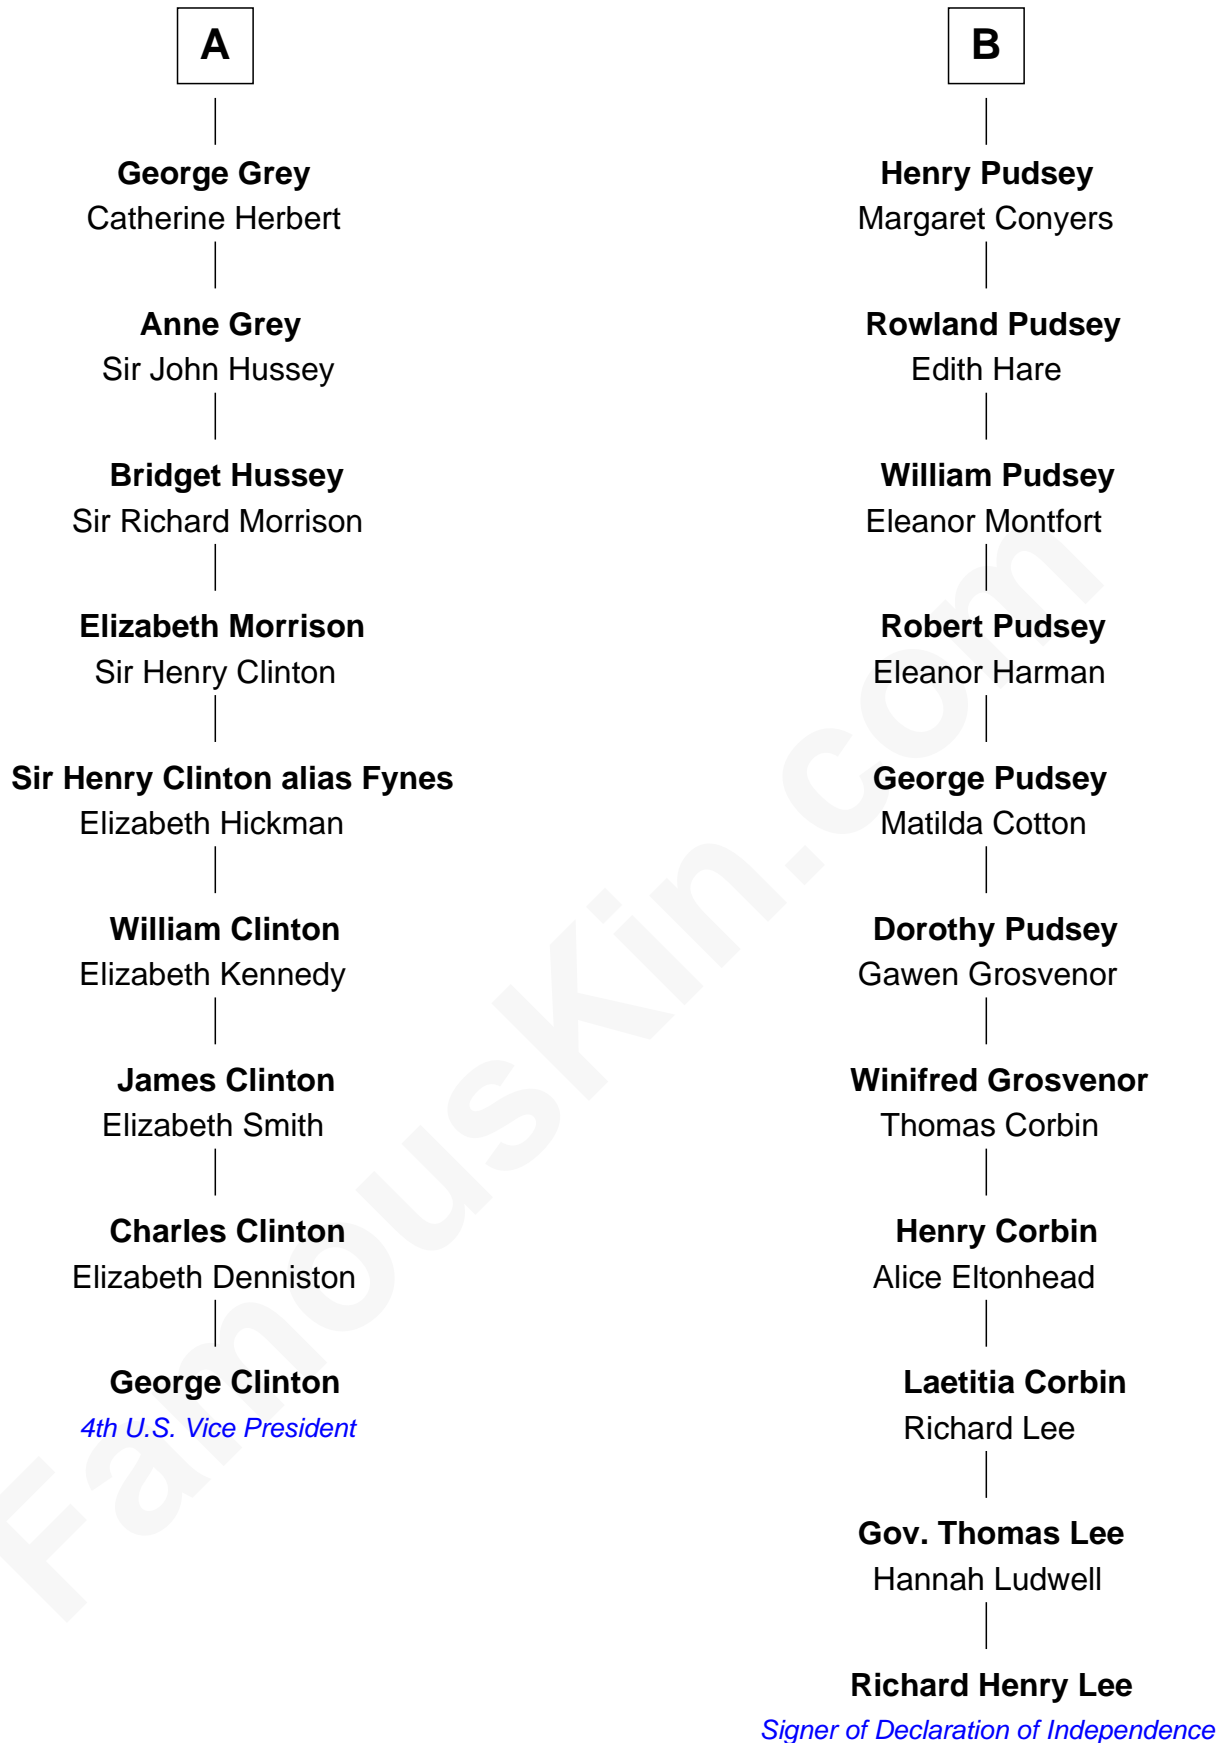 A
George Grey
Catherine Herbert
Anne Grey
Sir John Hussey
Bridget Hussey
Sir Richard Morrison
Elizabeth Morrison
Sir Henry Clinton
Sir Henry Clinton alias Fynes
Elizabeth Hickman
William Clinton
Elizabeth Kennedy
James Clinton
Elizabeth Smith
Charles Clinton
Elizabeth Denniston
George Clinton
4th U.S. Vice President
B
Henry Pudsey
Margaret Conyers
Rowland Pudsey
Edith Hare
William Pudsey
Eleanor Montfort
Robert Pudsey
Eleanor Harman
George Pudsey
Matilda Cotton
Dorothy Pudsey
Gawen Grosvenor
Winifred Grosvenor
Thomas Corbin
Henry Corbin
Alice Eltonhead
Laetitia Corbin
Richard Lee
Gov. Thomas Lee
Hannah Ludwell
Richard Henry Lee
Signer of Declaration of Independence
FamousKin.com